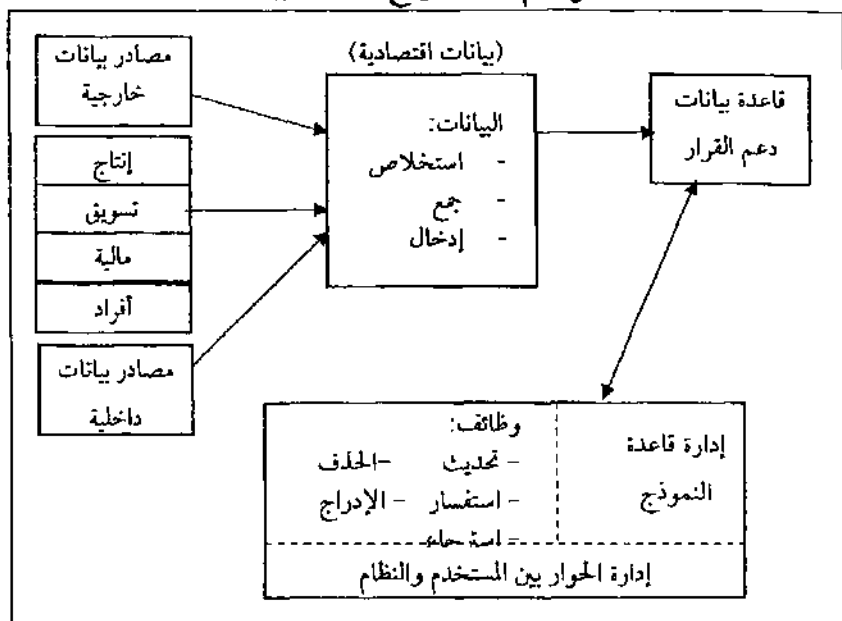 مصادر بيانات
خارجية
إنتاج
تسويق
مالية
أفراد
مصادر بيانات
داخلية
(بيانات اقتصادية)
البيانات:
- استخلاص
- جمع
- إدخال
قاعدة بيانات
دعم القرار
إدارة قاعدة
النموذج
وظائف:
- تحديث -الحذف
- استفسار - الإدراج
- استرجاع
إدارة الحوار بين المستخدم والنظام